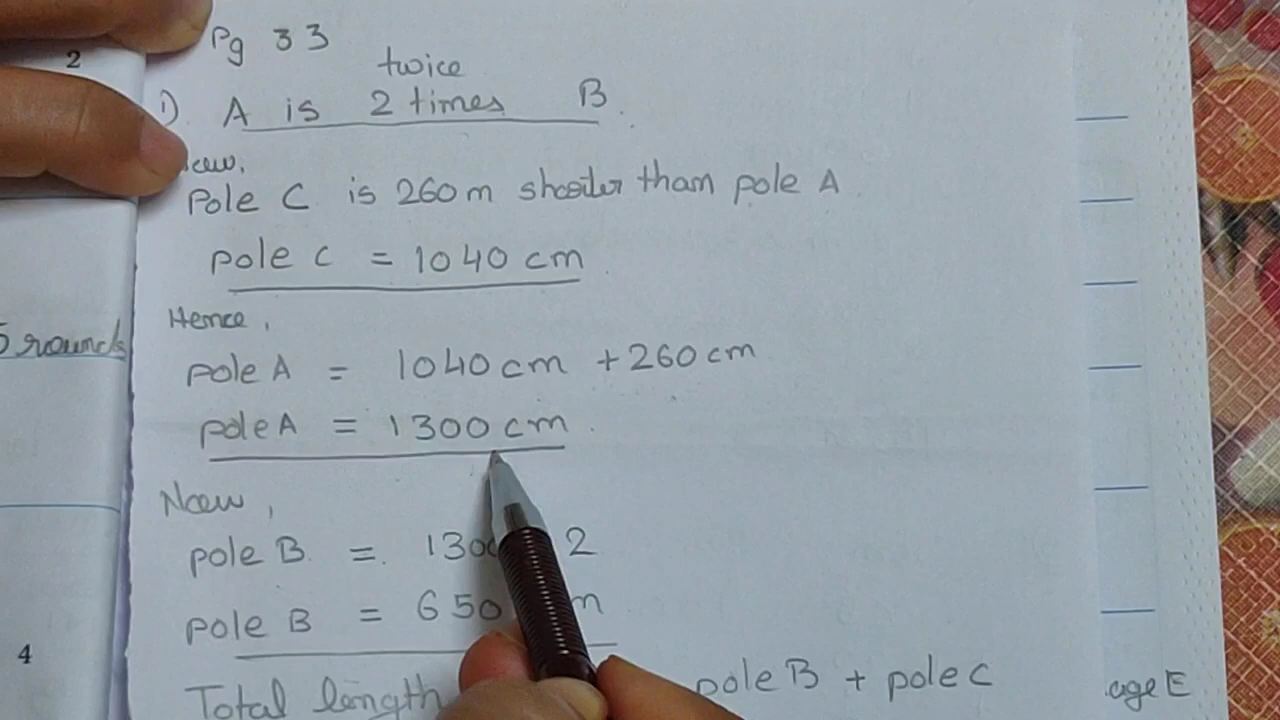 2
Pg 33
twice
1) A is 2 times B.
Pole C is 260m shorter than pole A
pole C = 1040 cm
Hence,
5 rounds
pole A = 1040 cm + 260 cm
pole A = 1300 cm.
Now,
pole B = 130 2
pole B = 650 m
4
Total length pole B + pole C
age E